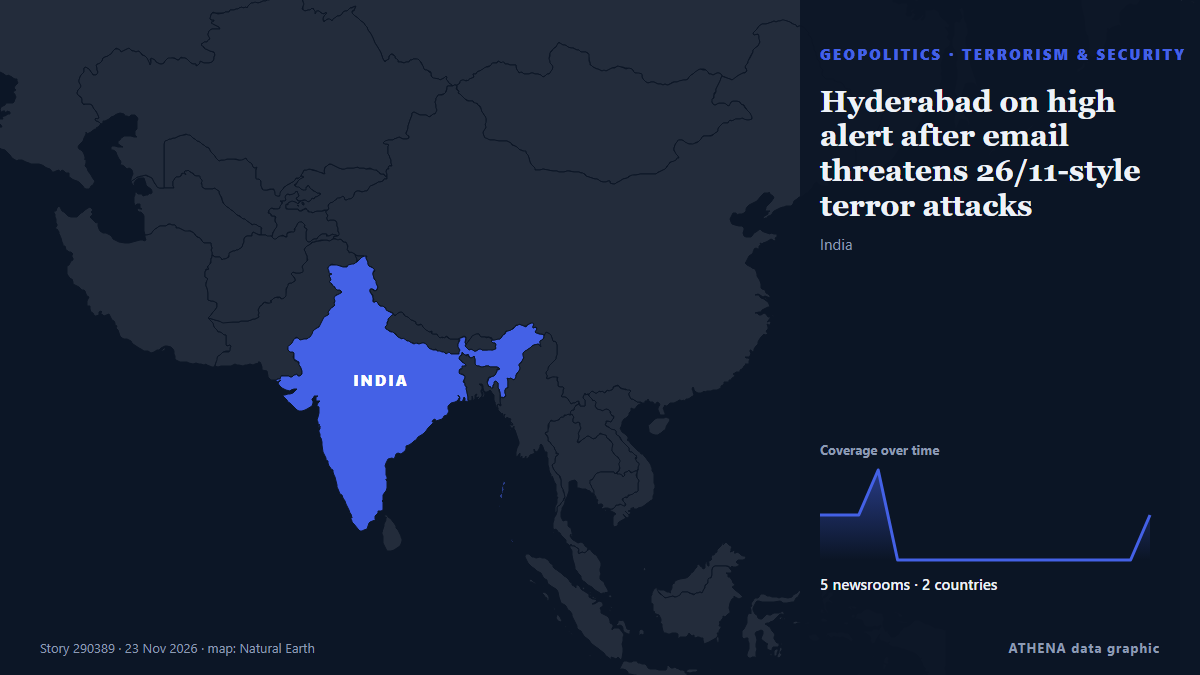 GEOPOLITICS · TERRORISM & SECURITY
Hyderabad on high
alert after email
threatens 26/11-style
terror attacks
India
INDIA
Coverage over time
5 newsrooms · 2 countries
Story 290389 · 23 Nov 2026 · map: Natural Earth
ATHENA data graphic